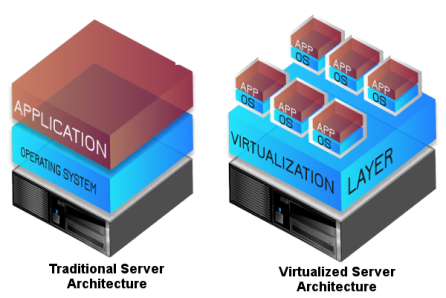 APPLICATION
OPERATING SYSTEM
Traditional Server
Architecture
APP
OS
APP
OS
APP
OS
APP
OS
APP
OS
APP
OS
VIRTUALIZATION
LAYER
Virtualized Server
Architecture